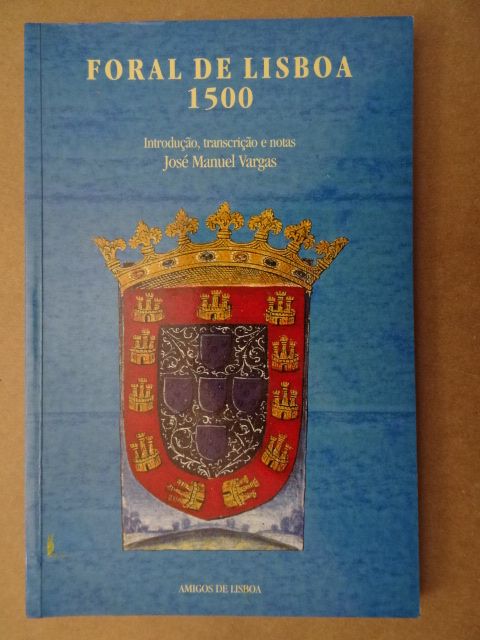 FORAL DE LISBOA
1500
Introdução, transcrição e notas
José Manuel Vargas
AMIGOS DE LISBOA